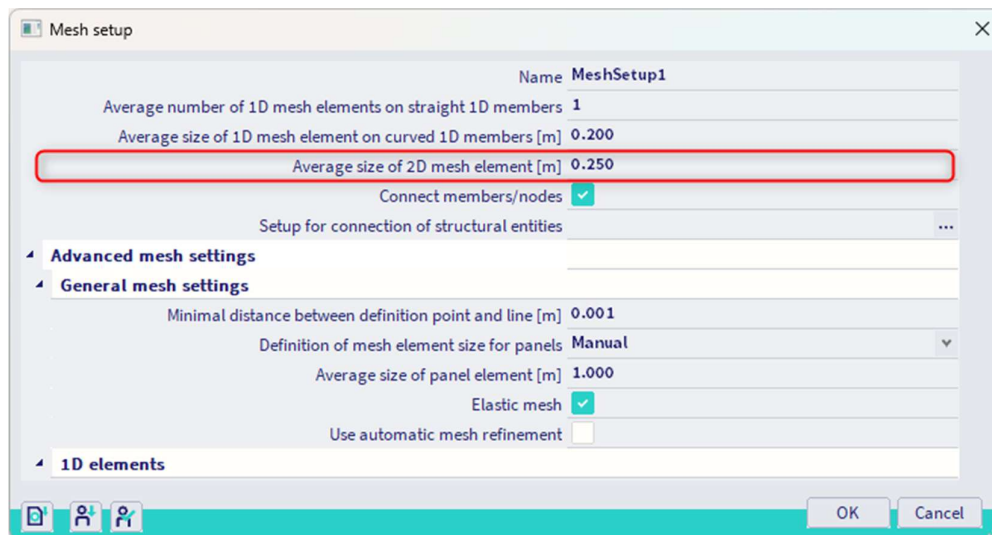 Mesh setup
Name MeshSetup1
Average number of 1D mesh elements on straight 1D members 1
Average size of 1D mesh element on curved 1D members [m] 0.200
Average size of 2D mesh element [m] 0.250
Connect members/nodes
Setup for connection of structural entities ...
Advanced mesh settings
General mesh settings
Minimal distance between definition point and line [m] 0.001
Definition of mesh element size for panels Manual
Average size of panel element [m] 1.000
Elastic mesh
Use automatic mesh refinement
1D elements
OK Cancel